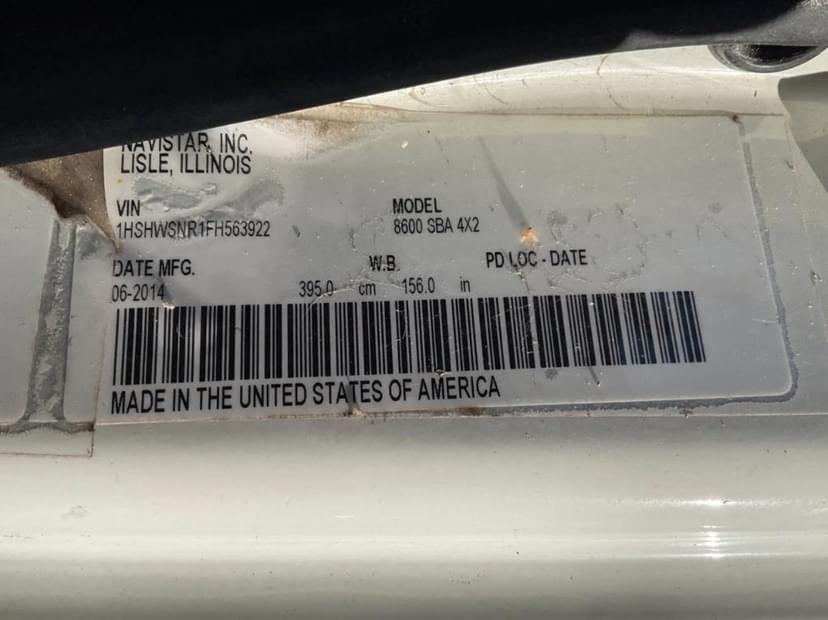 NAVISTAR, INC.
LISLE, ILLINOIS
VIN MODEL
1HSHWSNR1FH563922 8600 SBA 4X2
DATE MFG. W.B. PD LOC - DATE
06-2014 395.0 cm 156.0 in
MADE IN THE UNITED STATES OF AMERICA